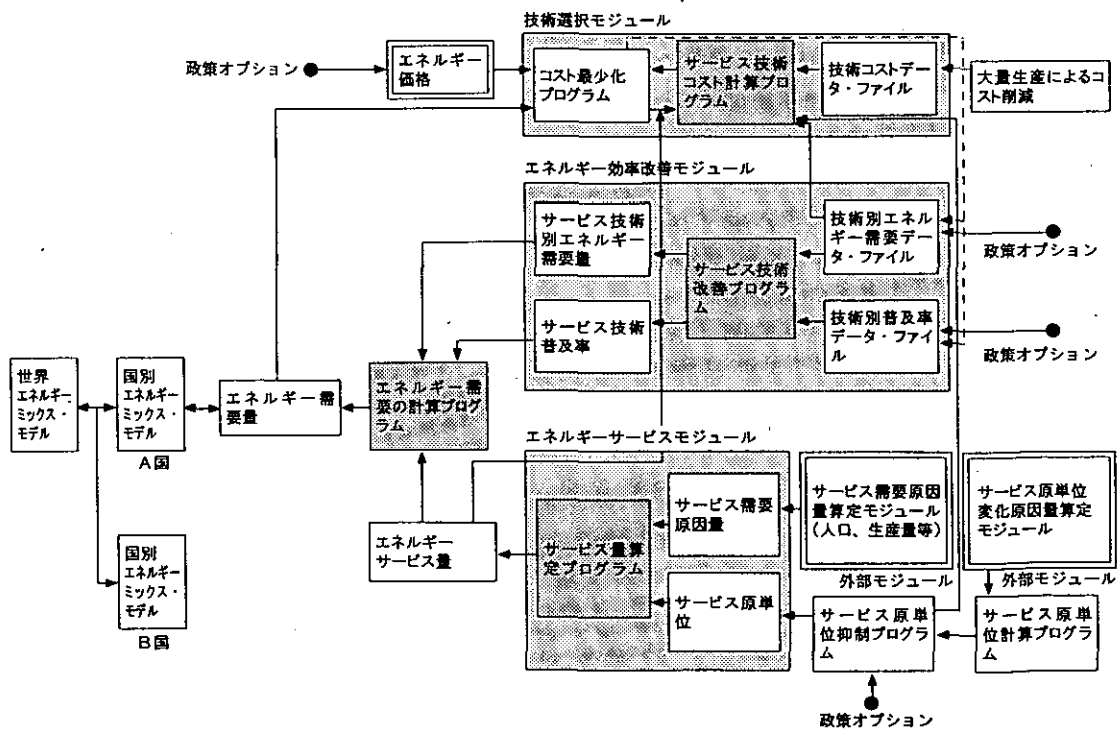 技術選択モジュール
政策オプション
エネルギー
価格
コスト最少化
プログラム
サービス技術
コスト計算プロ
グラム
技術コストデー
タ・ファイル
大量生産によるコ
スト削減
エネルギー効率改善モジュール
サービス技術
別エネルギー
需要量
サービス技術
改善プログラ
ム
技術別エネル
ギー需要デー
タ・ファイル
政策オプション
サービス技術
普及率
技術別普及率
データ・ファイ
ル
政策オプション
世界
エネルギー
ミックス・
モデル
国別
エネルギー
ミックス・
モデル
A国
エネルギー需
要量
エネルギー需
要の計算プログ
ラム
国別
エネルギー
ミックス・
モデル
B国
エネルギーサービスモジュール
エネルギー
サービス量
サービス量算
定プログラム
サービス需要
原因量
サービス原単
位
サービス需要原因
量算定モジュール
(人口、生産量等)
外部モジュール
サービス原単位
変化原因量算定
モジュール
外部モジュール
サービス原単
位抑制プログラ
ム
サービス原単
位計算プログラ
ム
政策オプション